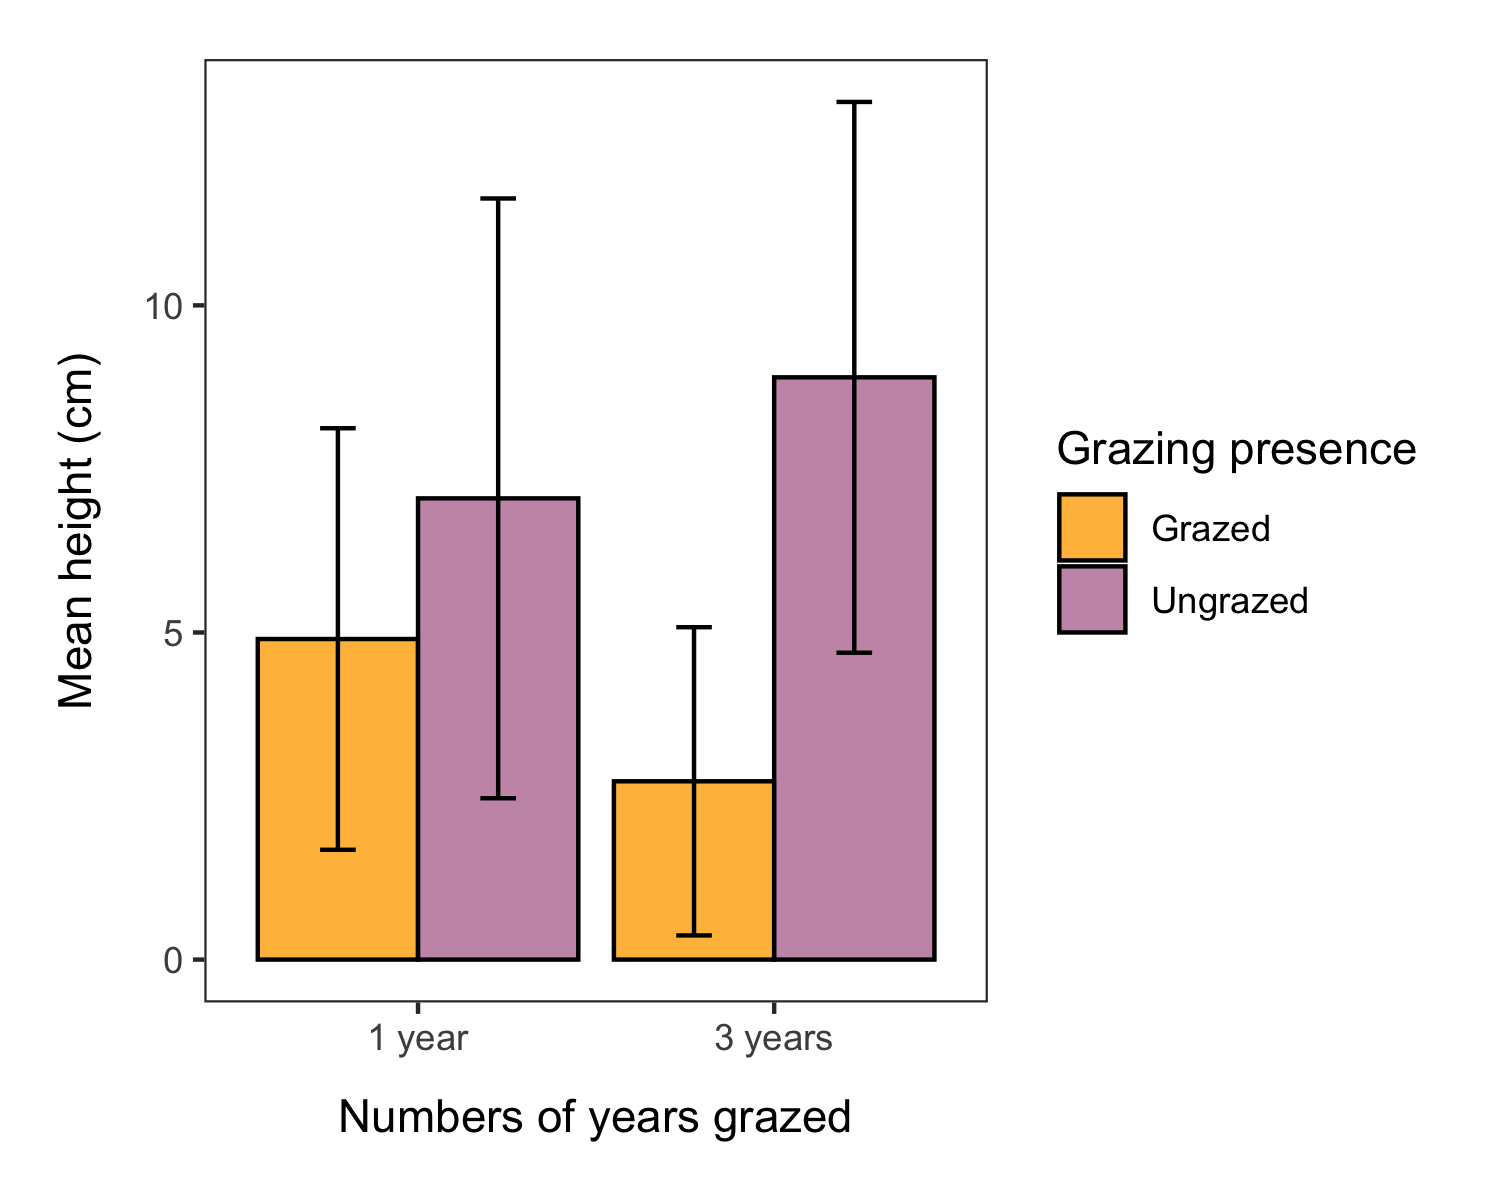 Mean height (cm)
10
5
0
1 year
3 years
Numbers of years grazed
Grazing presence
Grazed
Ungrazed